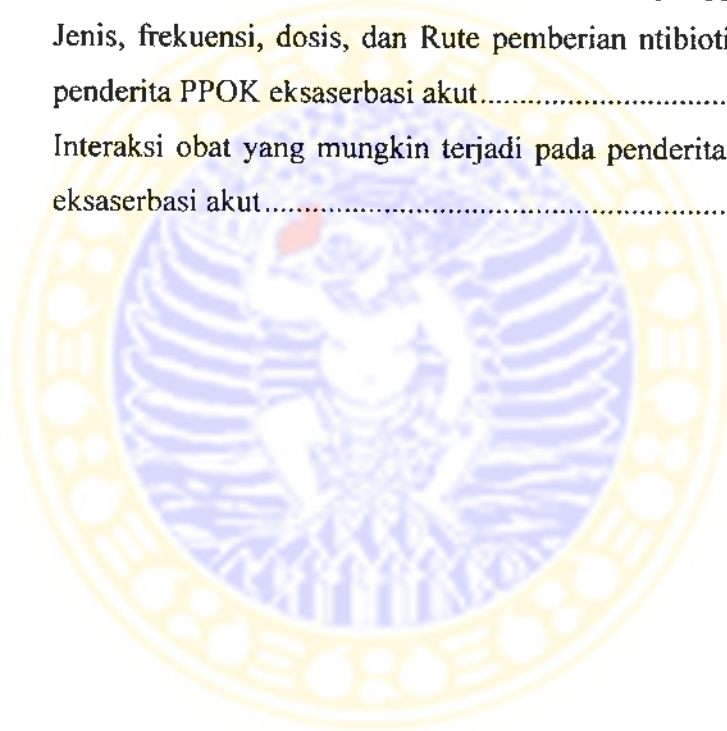 Jenis, frekuensi, dosis, dan Rute pemberian ntibioti
penderita PPOK eksaserbasi akut..............................
Interaksi obat yang mungkin terjadi pada penderita
eksaserbasi akut..........................................................